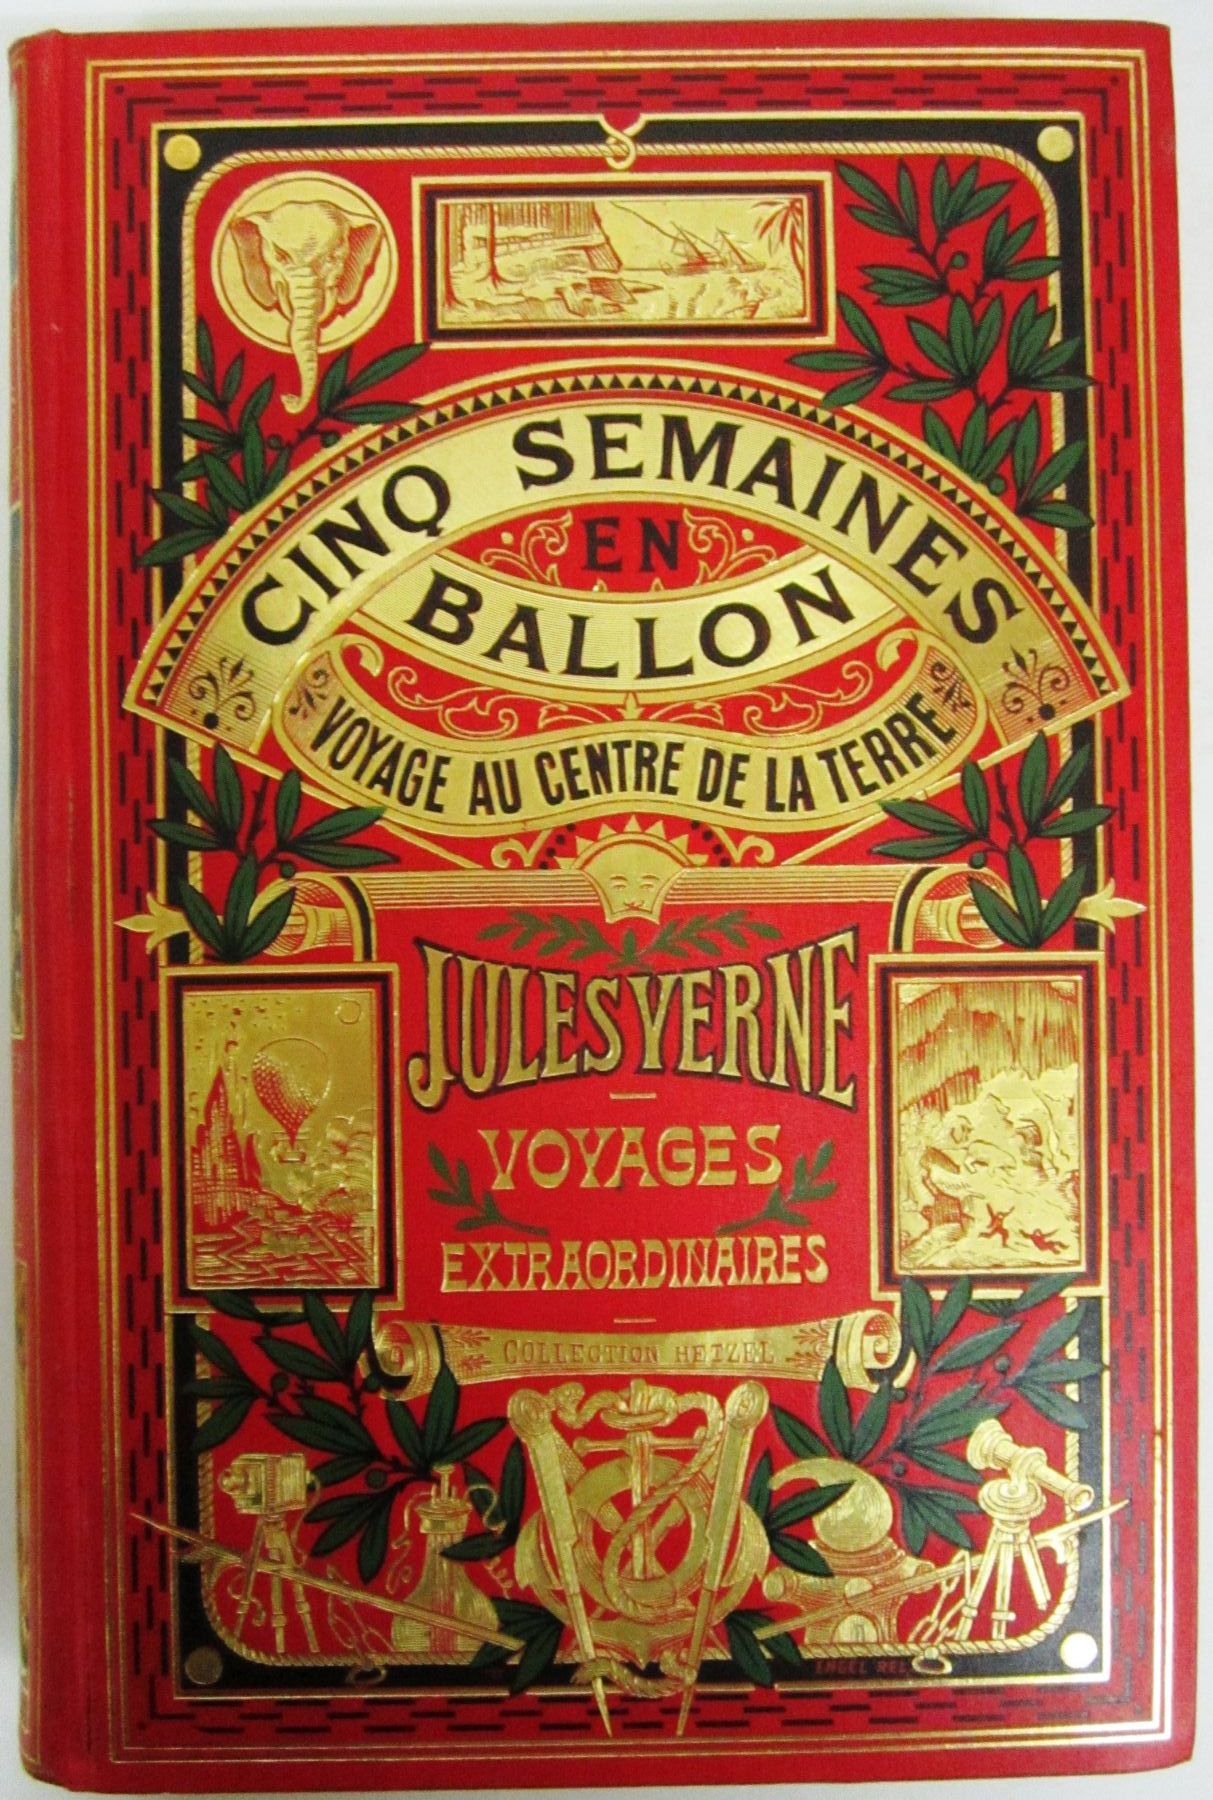 CINQ SEMAINES
EN
BALLON
VOYAGE AU CENTRE DE LA TERRE
JULES VERNE
VOYAGES
EXTRAORDINAIRES
COLLECTION HETZEL
ENGEL REL